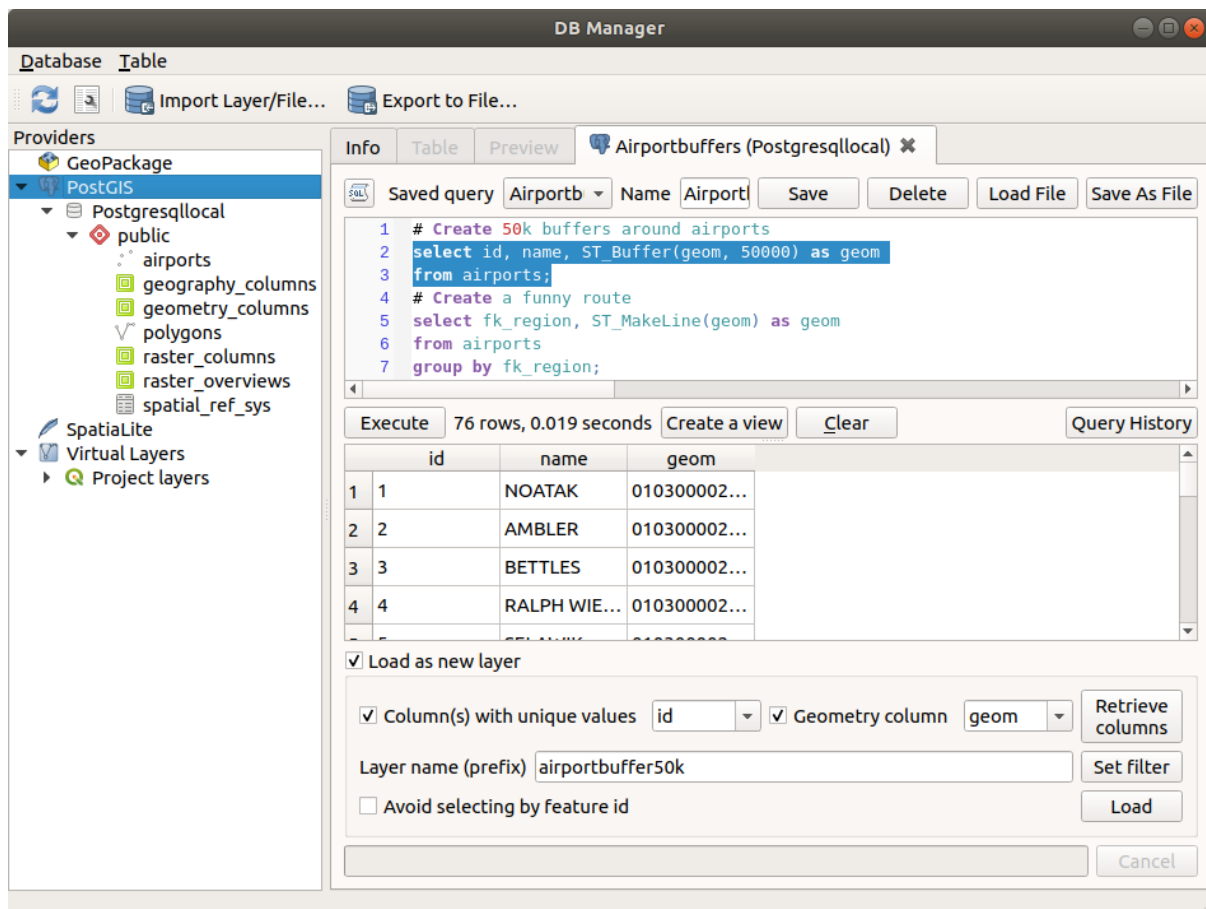 DB Manager
Database Table
Import Layer/File... Export to File...
Providers
GeoPackage
PostGIS
Postgresqllocal
public
airports
geography_columns
geometry_columns
polygons
raster_columns
raster_overviews
spatial_ref_sys
SpatiaLite
Virtual Layers
Project layers
Info Table Preview Airportbuffers (Postgresqllocal)
Saved query Airportb Name Airportl Save Delete Load File Save As File
1 # Create 50k buffers around airports
2 select id, name, ST_Buffer(geom, 50000) as geom
3 from airports;
4 # Create a funny route
5 select fk_region, ST_MakeLine(geom) as geom
6 from airports
7 group by fk_region;
Execute 76 rows, 0.019 seconds Create a view Clear Query History
id name geom
1 1 NOATAK 010300002...
2 2 AMBLER 010300002...
3 3 BETTLES 010300002...
4 4 RALPH WIE... 010300002...
Load as new layer
Column(s) with unique values id Geometry column geom Retrieve columns
Layer name (prefix) airportbuffer50k Set filter
Avoid selecting by feature id Load
Cancel